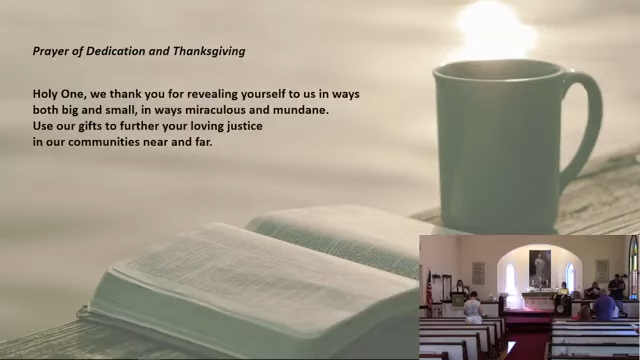 Prayer of Dedication and Thanksgiving
Holy One, we thank you for revealing yourself to us in ways
both big and small, in ways miraculous and mundane.
Use our gifts to further your loving justice
in our communities near and far.